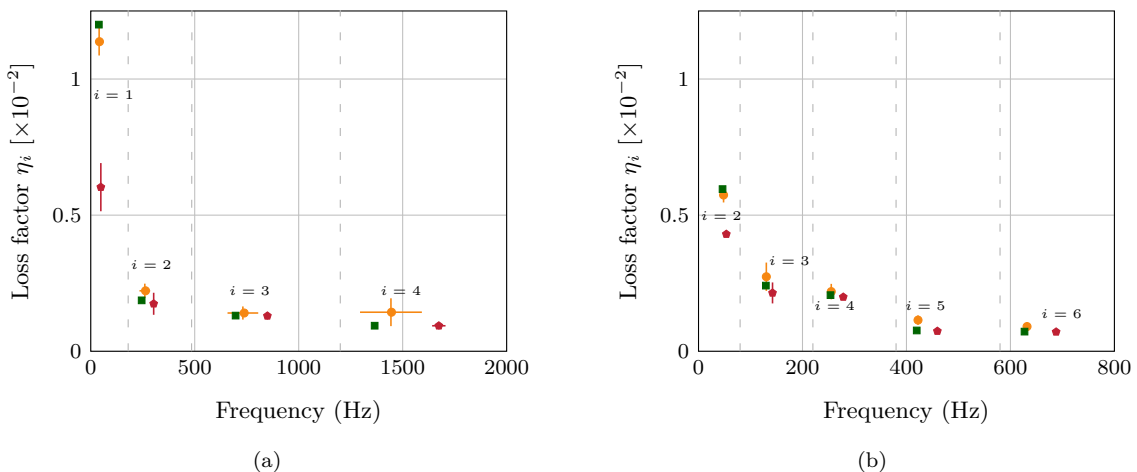 Loss factor ηᵢ [×10⁻²]
1
0.5
0
i = 1
i = 2
i = 3
i = 4
0 500 1000 1500 2000
Frequency (Hz)
(a)
Loss factor ηᵢ [×10⁻²]
1
0.5
0
i = 2
i = 3
i = 4
i = 5
i = 6
0 200 400 600 800
Frequency (Hz)
(b)